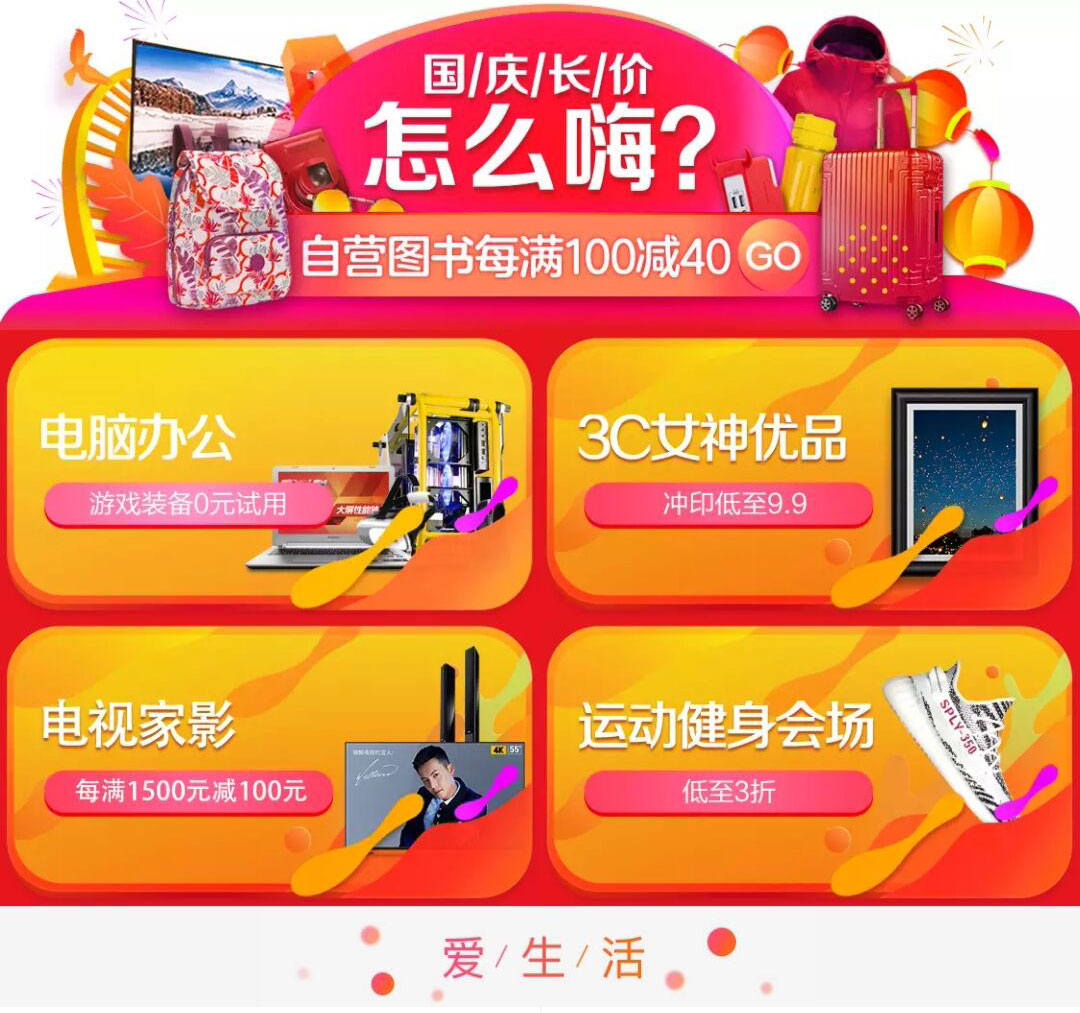 国/庆/长/价
怎么嗨?
自营图书每满100减40 GO
电脑办公
游戏装备0元试用
大屏性能
3C女神优品
冲印低至9.9
电视家影
每满1500元减100元
4K 55"
运动健身会场
低至3折
SPLY-350
爱/生/活